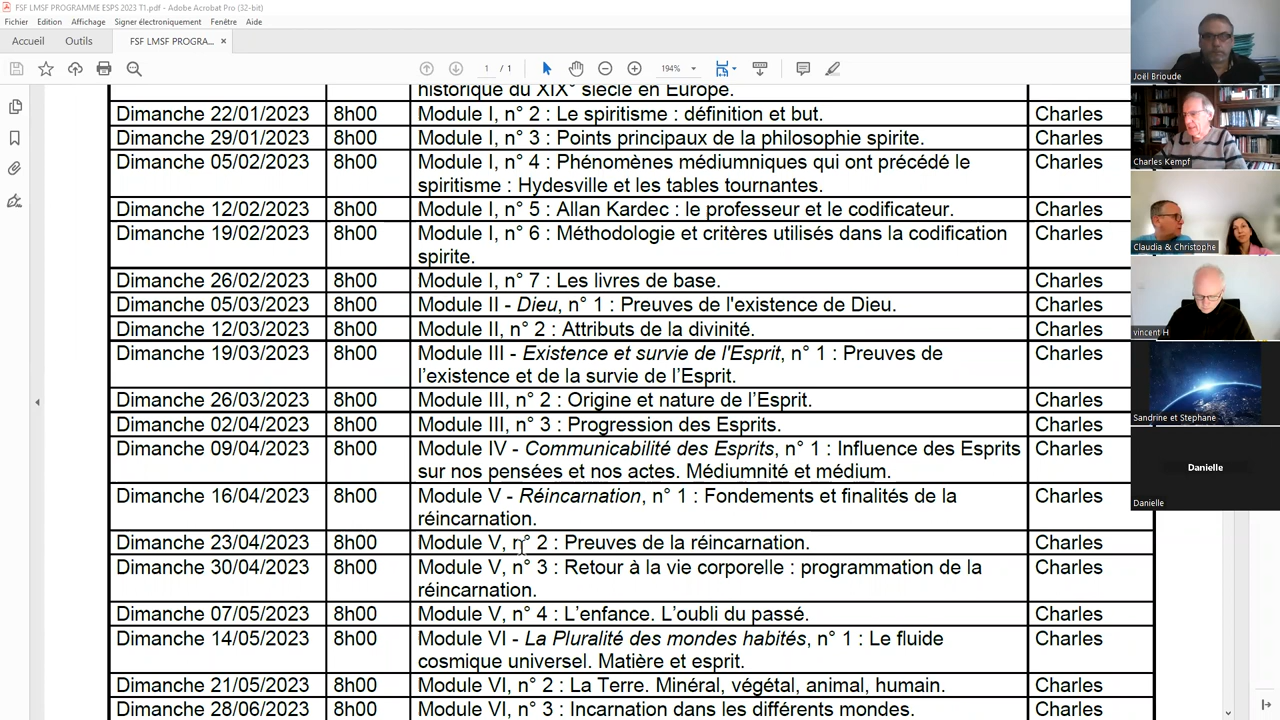 FSF LMSF PROGRAMME ESPS 2023 T1.pdf - Adobe Acrobat Pro (32-bit)
Fichier Edition Affichage Signer électroniquement Fenêtre Aide
Accueil Outils FSF LMSF PROGRA... ×
1 / 1 194%
historique du XIX° siècle en Europe.
Dimanche 22/01/2023 8h00 Module I, n° 2 : Le spiritisme : définition et but. Charles
Dimanche 29/01/2023 8h00 Module I, n° 3 : Points principaux de la philosophie spirite. Charles
Dimanche 05/02/2023 8h00 Module I, n° 4 : Phénomènes médiumniques qui ont précédé le Charles
spiritisme : Hydesville et les tables tournantes.
Dimanche 12/02/2023 8h00 Module I, n° 5 : Allan Kardec : le professeur et le codificateur. Charles
Dimanche 19/02/2023 8h00 Module I, n° 6 : Méthodologie et critères utilisés dans la codification Charles
spirite.
Dimanche 26/02/2023 8h00 Module I, n° 7 : Les livres de base. Charles
Dimanche 05/03/2023 8h00 Module II - Dieu, n° 1 : Preuves de l'existence de Dieu. Charles
Dimanche 12/03/2023 8h00 Module II, n° 2 : Attributs de la divinité. Charles
Dimanche 19/03/2023 8h00 Module III - Existence et survie de l'Esprit, n° 1 : Preuves de Charles
l’existence et de la survie de l’Esprit.
Dimanche 26/03/2023 8h00 Module III, n° 2 : Origine et nature de l’Esprit. Charles
Dimanche 02/04/2023 8h00 Module III, n° 3 : Progression des Esprits. Charles
Dimanche 09/04/2023 8h00 Module IV - Communicabilité des Esprits, n° 1 : Influence des Esprits Charles
sur nos pensées et nos actes. Médiumnité et médium.
Dimanche 16/04/2023 8h00 Module V - Réincarnation, n° 1 : Fondements et finalités de la Charles
réincarnation.
Dimanche 23/04/2023 8h00 Module V, n° 2 : Preuves de la réincarnation. Charles
Dimanche 30/04/2023 8h00 Module V, n° 3 : Retour à la vie corporelle : programmation de la Charles
réincarnation.
Dimanche 07/05/2023 8h00 Module V, n° 4 : L’enfance. L’oubli du passé. Charles
Dimanche 14/05/2023 8h00 Module VI - La Pluralité des mondes habités, n° 1 : Le fluide Charles
cosmique universel. Matière et esprit.
Dimanche 21/05/2023 8h00 Module VI, n° 2 : La Terre. Minéral, végétal, animal, humain. Charles
Dimanche 28/06/2023 8h00 Module VI, n° 3 : Incarnation dans les différents mondes. Charles
Joël Brioude
Charles Kempf
Claudia & Christophe
vincent H
Sandrine et Stephane
Danielle
Danielle